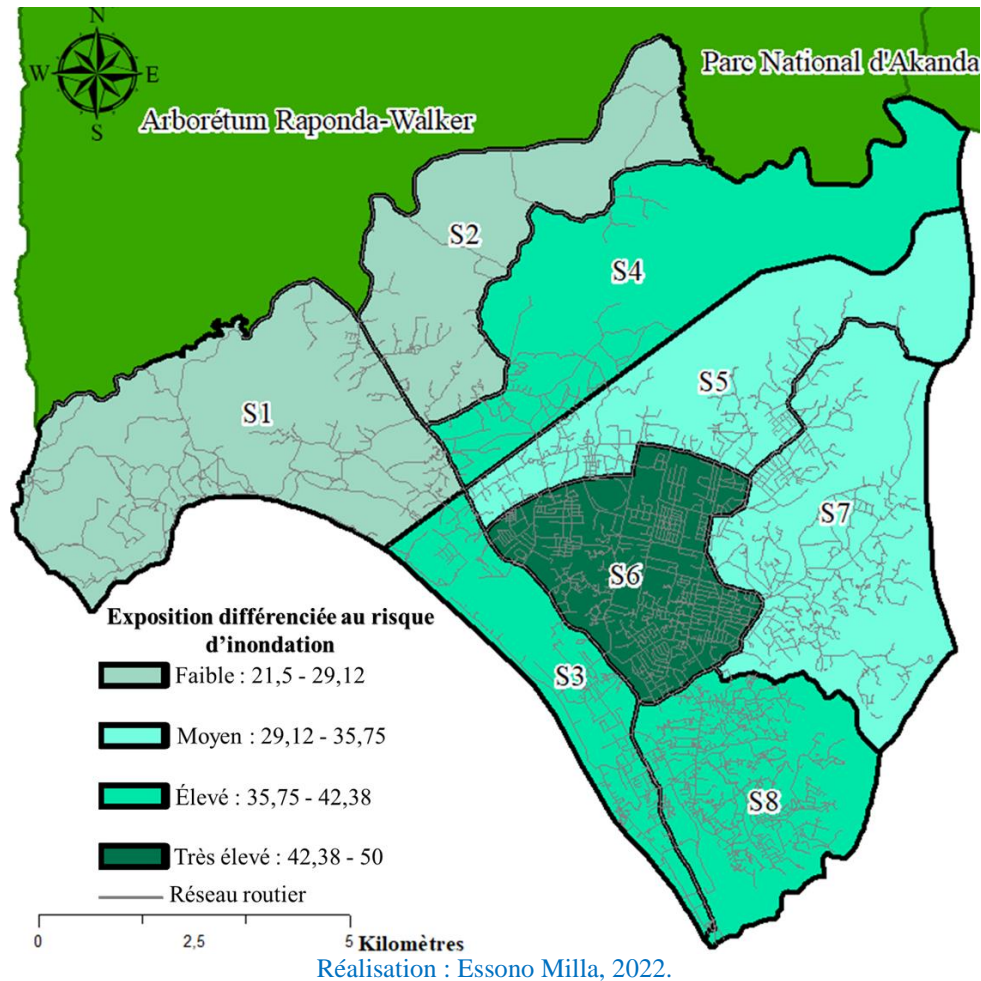 N
W E
S
Parc National d'Akanda
Arborétum Raponda-Walker
S2
S4
S5
S1
S7
S6
S3
S8
Exposition différenciée au risque
d’inondation
Faible : 21,5 - 29,12
Moyen : 29,12 - 35,75
Élevé : 35,75 - 42,38
Très élevé : 42,38 - 50
Réseau routier
0 2,5 5 Kilomètres
Réalisation : Essono Milla, 2022.